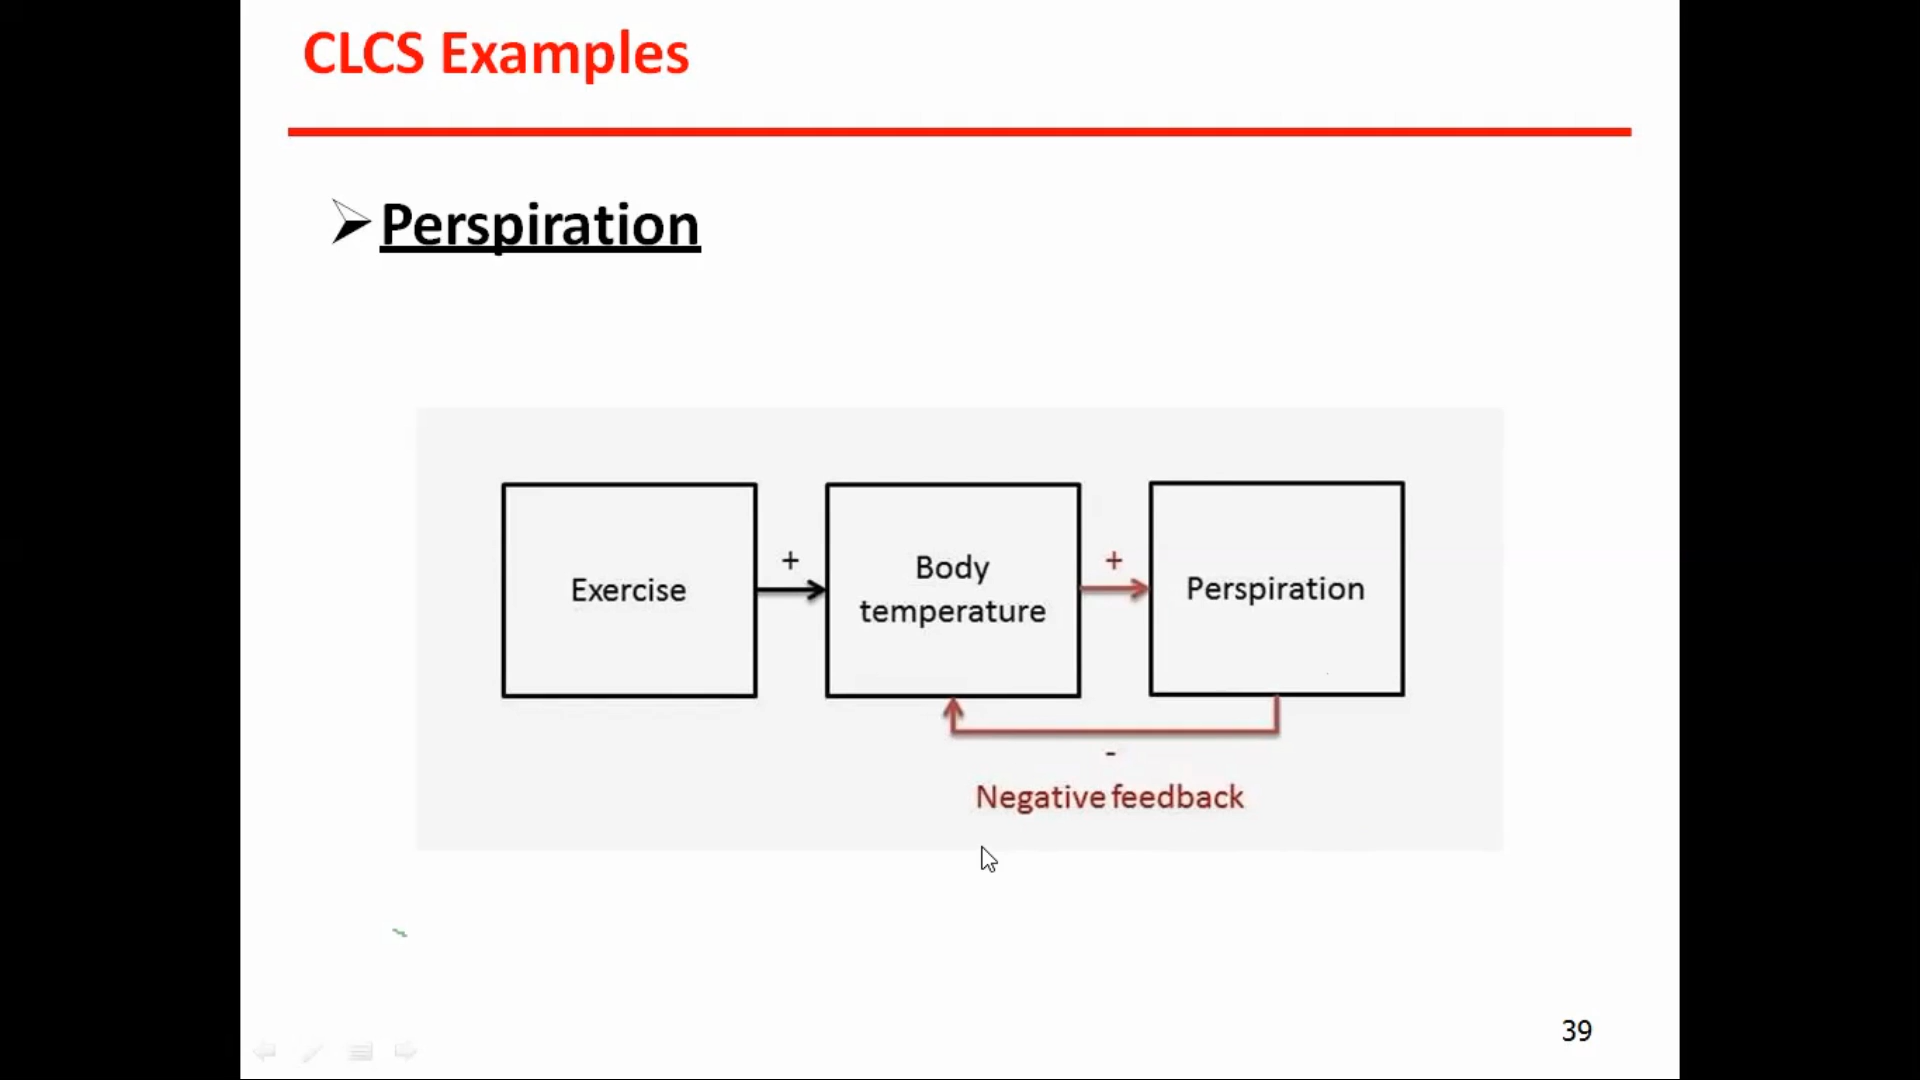 CLCS Examples
Perspiration
Exercise
+
Body
temperature
+
Perspiration
-
Negative feedback
39